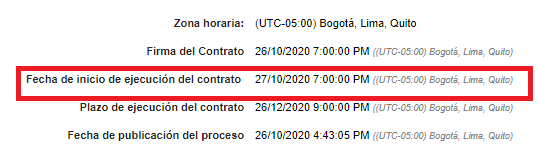 Zona horaria: (UTC-05:00) Bogotá, Lima, Quito
Firma del Contrato 26/10/2020 7:00:00 PM ((UTC-05:00) Bogotá, Lima, Quito)
Fecha de inicio de ejecución del contrato 27/10/2020 7:00:00 PM ((UTC-05:00) Bogotá, Lima, Quito)
Plazo de ejecución del contrato 26/12/2020 9:00:00 PM ((UTC-05:00) Bogotá, Lima, Quito)
Fecha de publicación del proceso 26/10/2020 4:43:05 PM ((UTC-05:00) Bogotá, Lima, Quito)